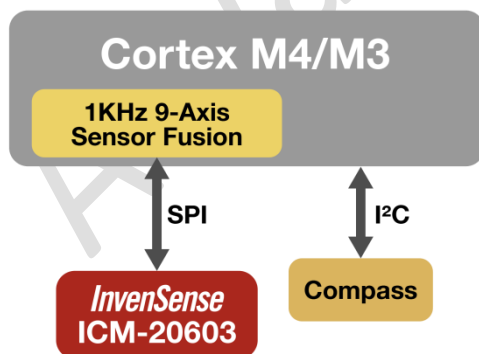 Cortex M4/M3
1KHz 9-Axis
Sensor Fusion
SPI
I²C
InvenSense
ICM-20603
Compass